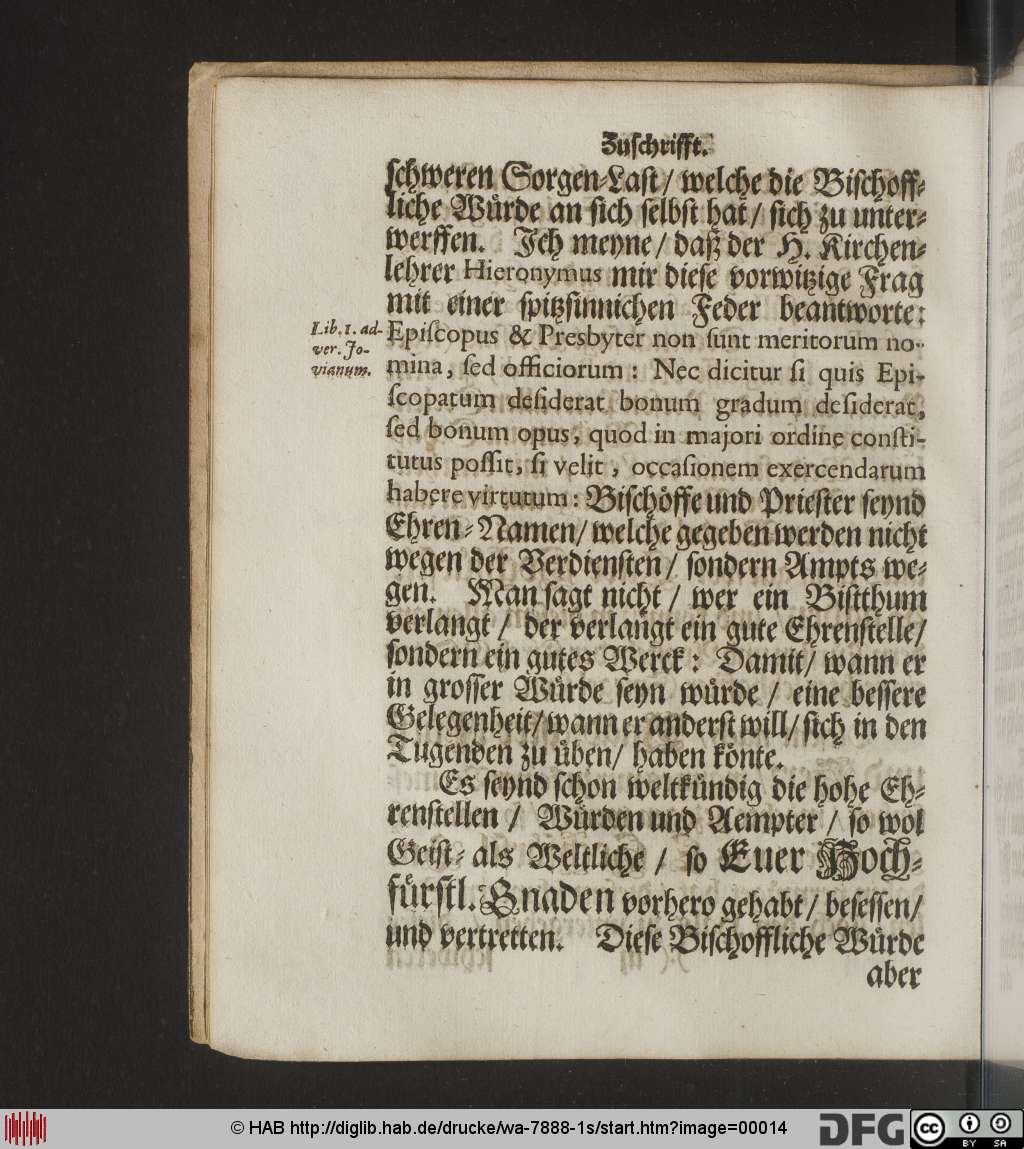 Zuschrifft.
schweren Sorgen-Last / welche die Bischoff-
liche Würde an sich selbst hat / sich zu unter-
werffen. Ich meyne / daß der H. Kirchen-
lehrer Hieronymus mir diese vorwitzige Frag
mit einer spitzsinnichen Feder beantworte:
Lib. 1. ad-
ver. Jo-
vianum.
Episcopus & Presbyter non sunt meritorum no-
mina, sed officiorum: Nec dicitur si quis Epi-
scopatum desiderat bonum gradum desiderat,
sed bonum opus, quod in majori ordine consti-
tutus possit, si velit, occasionem exercendarum
habere virtutum: Bischöffe und Priester seynd
Ehren-Namen / welche gegeben werden nicht
wegen der Verdiensten / sondern Ampts we-
gen. Man sagt nicht / wer ein Bistthum
verlangt / der verlangt ein gute Ehrenstelle /
sondern ein gutes Werck: Damit / wann er
in grosser Würde seyn würde / eine bessere
Gelegenheit / wann er anderst will / sich in den
Tugenden zu üben / haben könte.
Es seynd schon weltkündig die hohe Eh-
renstellen / Würden und Aempter / so wol
Geist- als Weltliche / so Euer Hoch-
fürstl. Gnaden vorhero gehabt / besessen /
und vertretten. Diese Bischoffliche Würde
aber
© HAB http://diglib.hab.de/drucke/wa-7888-1s/start.htm?image=00014
DFG
cc BY SA